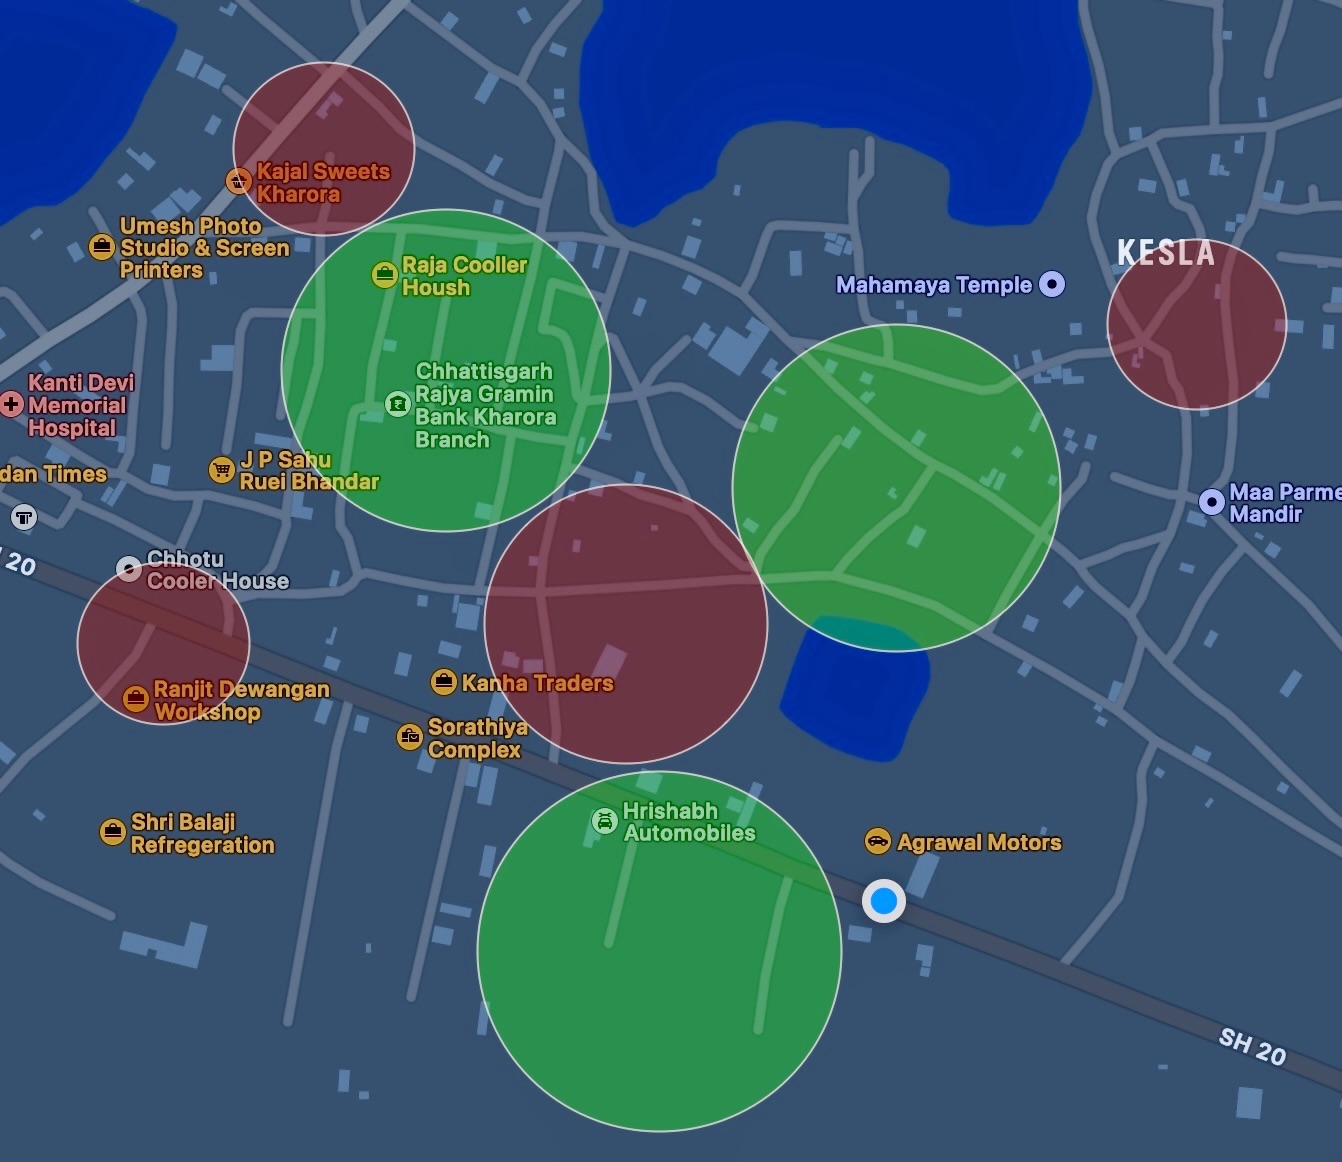 Kajal Sweets
Kharora
Umesh Photo
Studio & Screen
Printers
KESLA
Raja Cooller
Housh
Mahamaya Temple
Chhattisgarh
Rajya Gramin
Bank Kharora
Branch
Kanti Devi
Memorial
Hospital
J P Sahu
Ruei Bhandar
dan Times
Maa Parme
Mandir
20
Chhotu
Cooler House
Kanha Traders
Ranjit Dewangan
Workshop
Sorathiya
Complex
Hrishabh
Automobiles
Shri Balaji
Refregeration
Agrawal Motors
SH 20